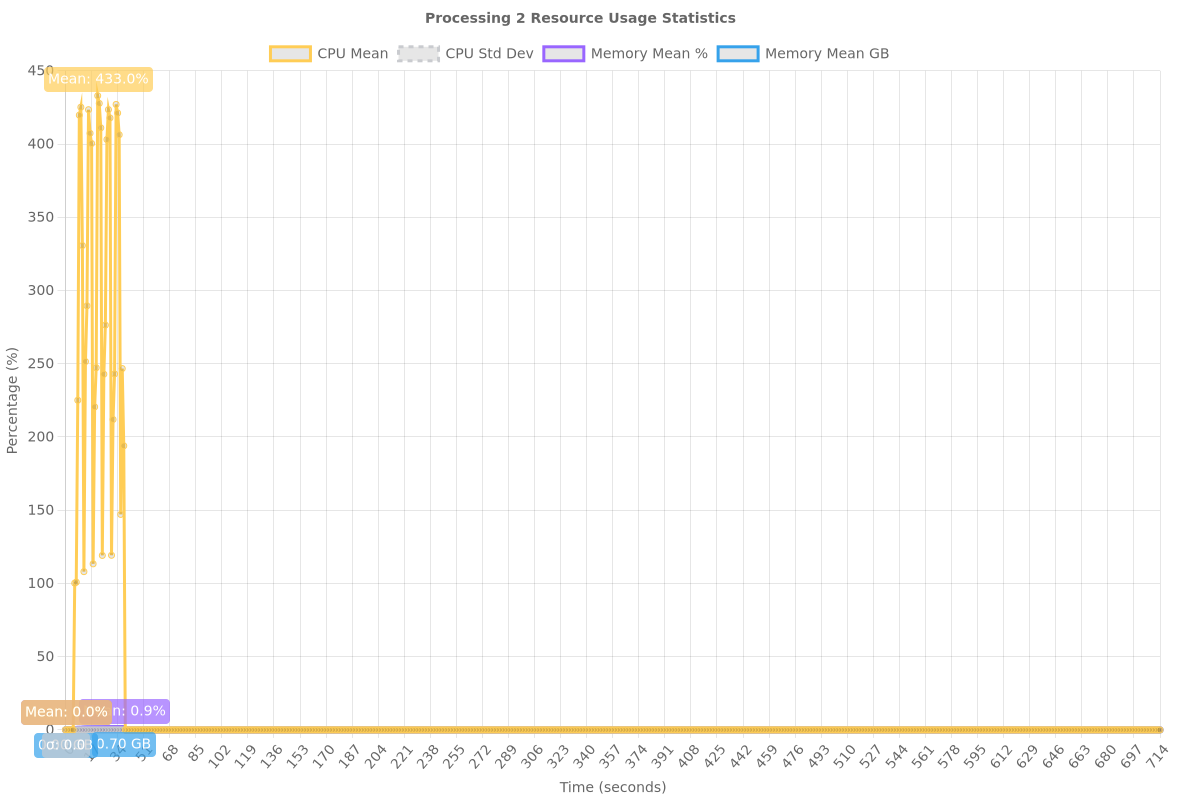 Processing 2 Resource Usage Statistics
CPU Mean CPU Std Dev Memory Mean % Memory Mean GB
Mean: 433.0%
450
400
350
300
250
200
150
100
50
0
Percentage (%)
Mean: 0.0%
n: 0.9%
σ: 0.0
0.70 GB
68 85 102 119 136 153 170 187 204 221 238 255 272 289 306 323 340 357 374 391 408 425 442 459 476 493 510 527 544 561 578 595 612 629 646 663 680 697 714
Time (seconds)